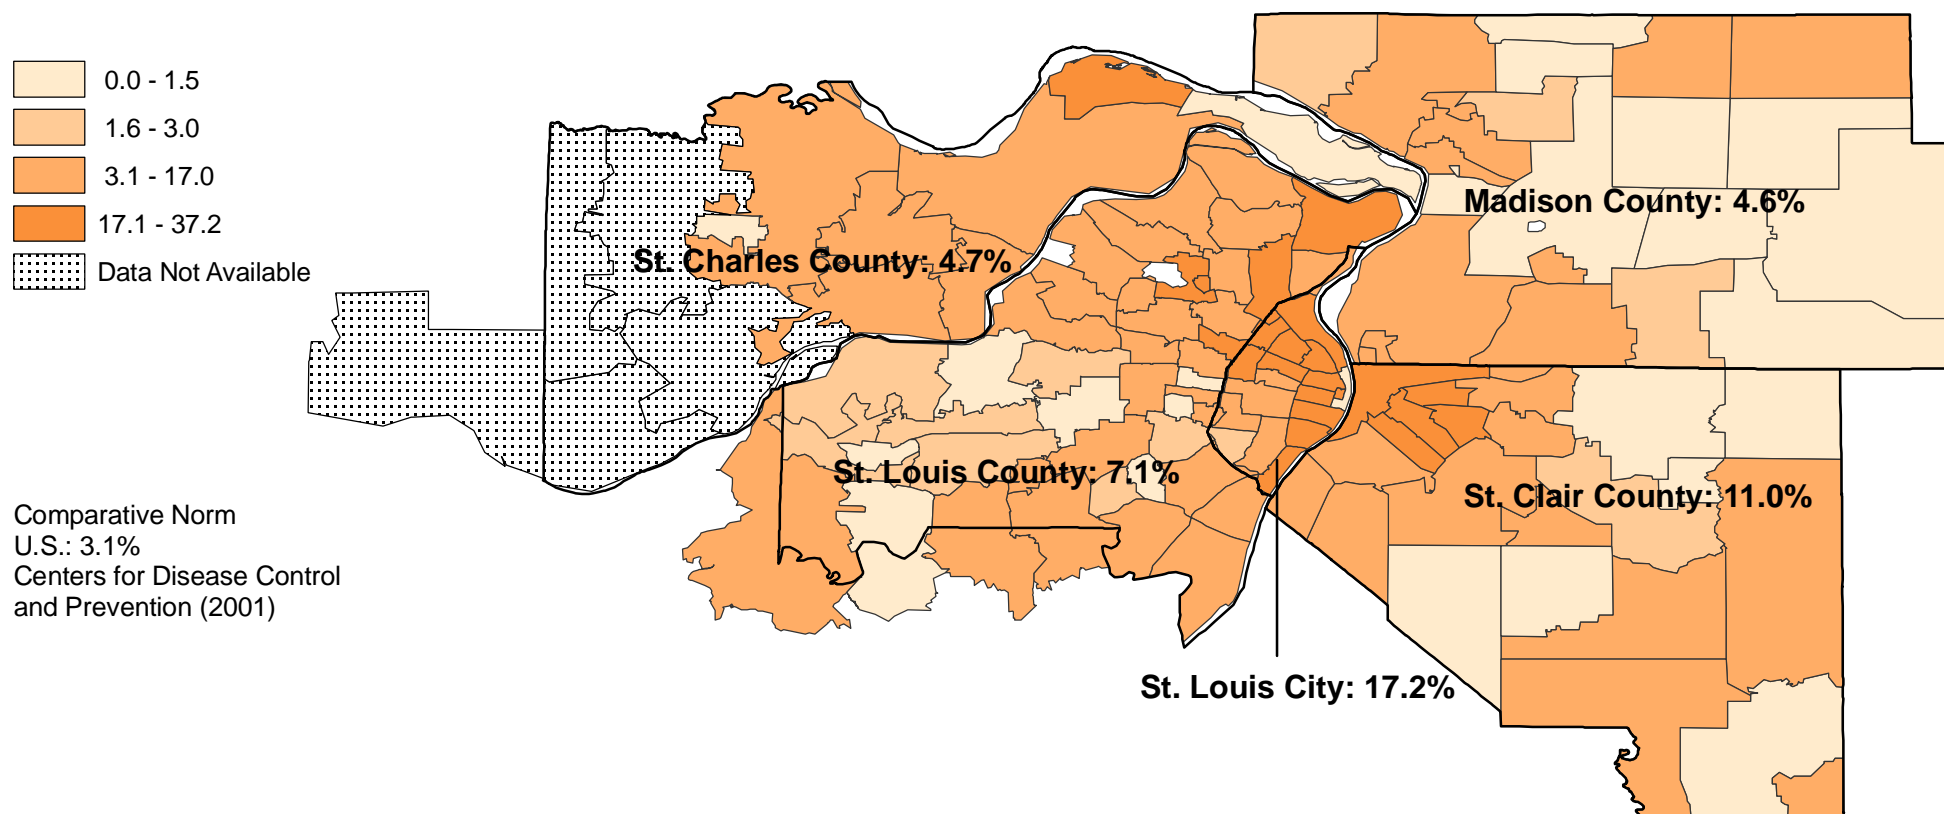 0.0 - 1.5
1.6 - 3.0
3.1 - 17.0
17.1 - 37.2
Data Not Available
Madison County: 4.6%
St. Charles County: 4.7%
St. Louis County: 7.1%
St. Clair County: 11.0%
Comparative Norm
U.S.: 3.1%
Centers for Disease Control
and Prevention (2001)
St. Louis City: 17.2%